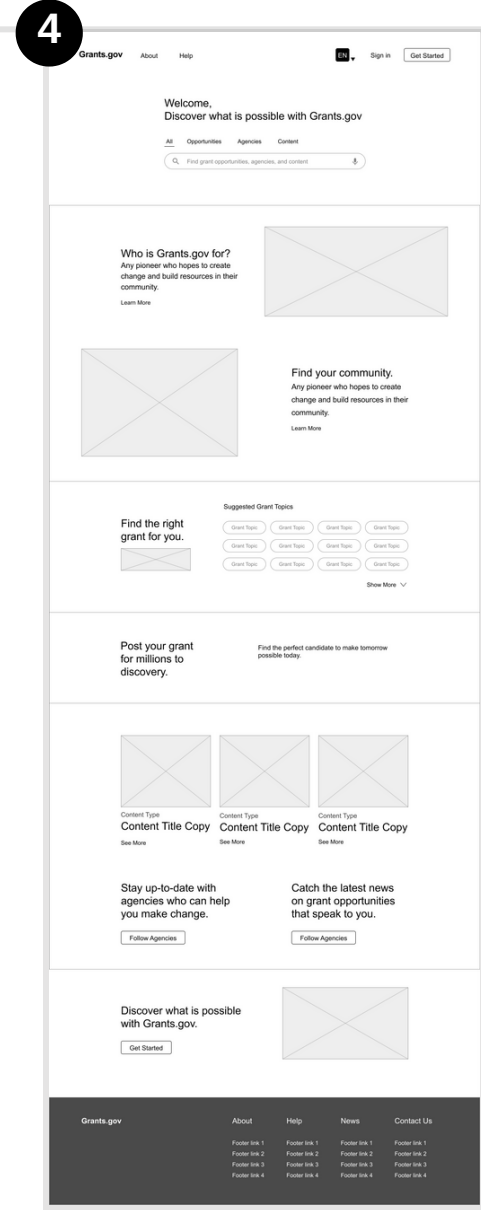 4
Grants.gov About Help EN Sign in Get Started
Welcome,
Discover what is possible with Grants.gov
All Opportunities Agencies Content
Find grant opportunities, agencies, and content
Who is Grants.gov for?
Any pioneer who hopes to create
change and build resources in their
community.
Learn More
Find your community.
Any pioneer who hopes to create
change and build resources in their
community.
Learn More
Find the right
grant for you.
Suggested Grant Topics
Grant Topic Grant Topic Grant Topic Grant Topic
Grant Topic Grant Topic Grant Topic Grant Topic
Grant Topic Grant Topic Grant Topic Grant Topic
Show More
Post your grant
for millions to
discovery.
Find the perfect candidate to make tomorrow
possible today.
Content Type Content Type Content Type
Content Title Copy Content Title Copy Content Title Copy
See More See More See More
Stay up-to-date with
agencies who can help
you make change.
Follow Agencies
Catch the latest news
on grant opportunities
that speak to you.
Follow Agencies
Discover what is possible
with Grants.gov.
Get Started
Grants.gov About Help News Contact Us
Footer link 1 Footer link 1 Footer link 1 Footer link 1
Footer link 2 Footer link 2 Footer link 2 Footer link 2
Footer link 3 Footer link 3 Footer link 3 Footer link 3
Footer link 4 Footer link 4 Footer link 4 Footer link 4